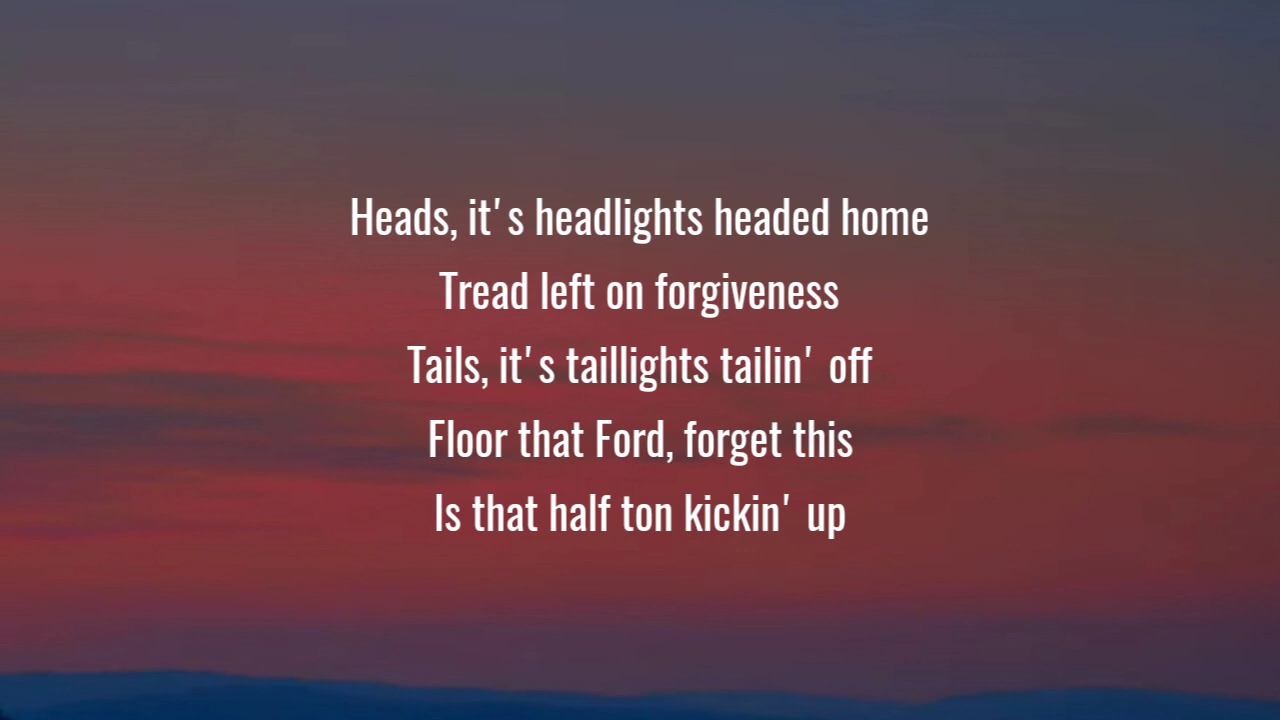 Heads, it's headlights headed home
Tread left on forgiveness
Tails, it's taillights tailin' off
Floor that Ford, forget this
Is that half ton kickin' up